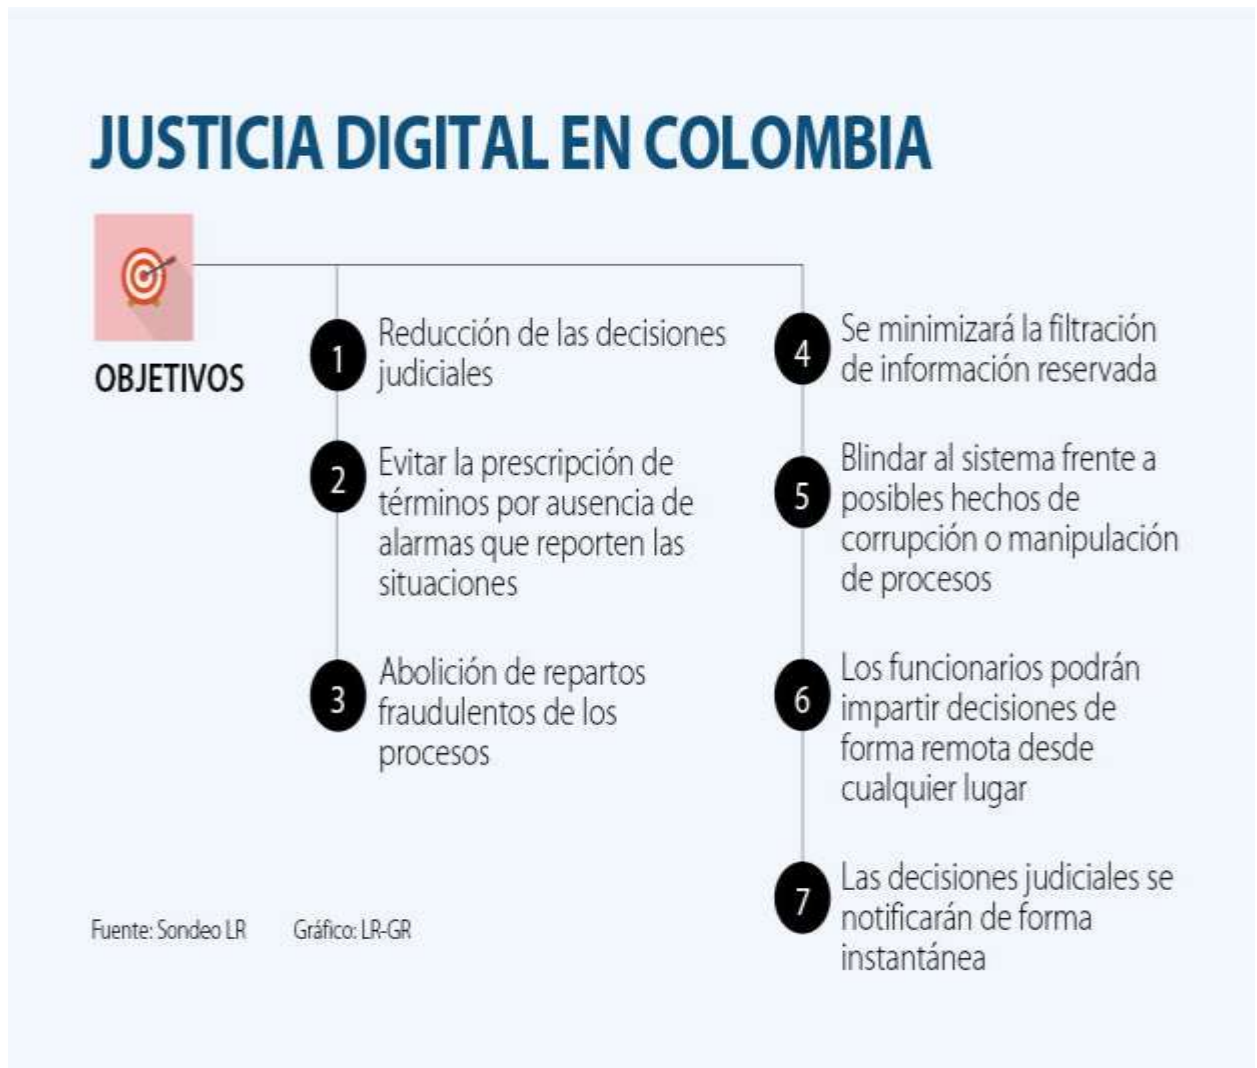 JUSTICIA DIGITAL EN COLOMBIA
OBJETIVOS
1
Reducción de las decisiones
judiciales
2
Evitar la prescripción de
términos por ausencia de
alarmas que reporten las
situaciones
3
Abolición de repartos
fraudulentos de los
procesos
4
Se minimizará la filtración
de información reservada
5
Blindar al sistema frente a
posibles hechos de
corrupción o manipulación
de procesos
6
Los funcionarios podrán
impartir decisiones de
forma remota desde
cualquier lugar
7
Las decisiones judiciales se
notificarán de forma
instantánea
Fuente: Sondeo LR Gráfico: LR-GR